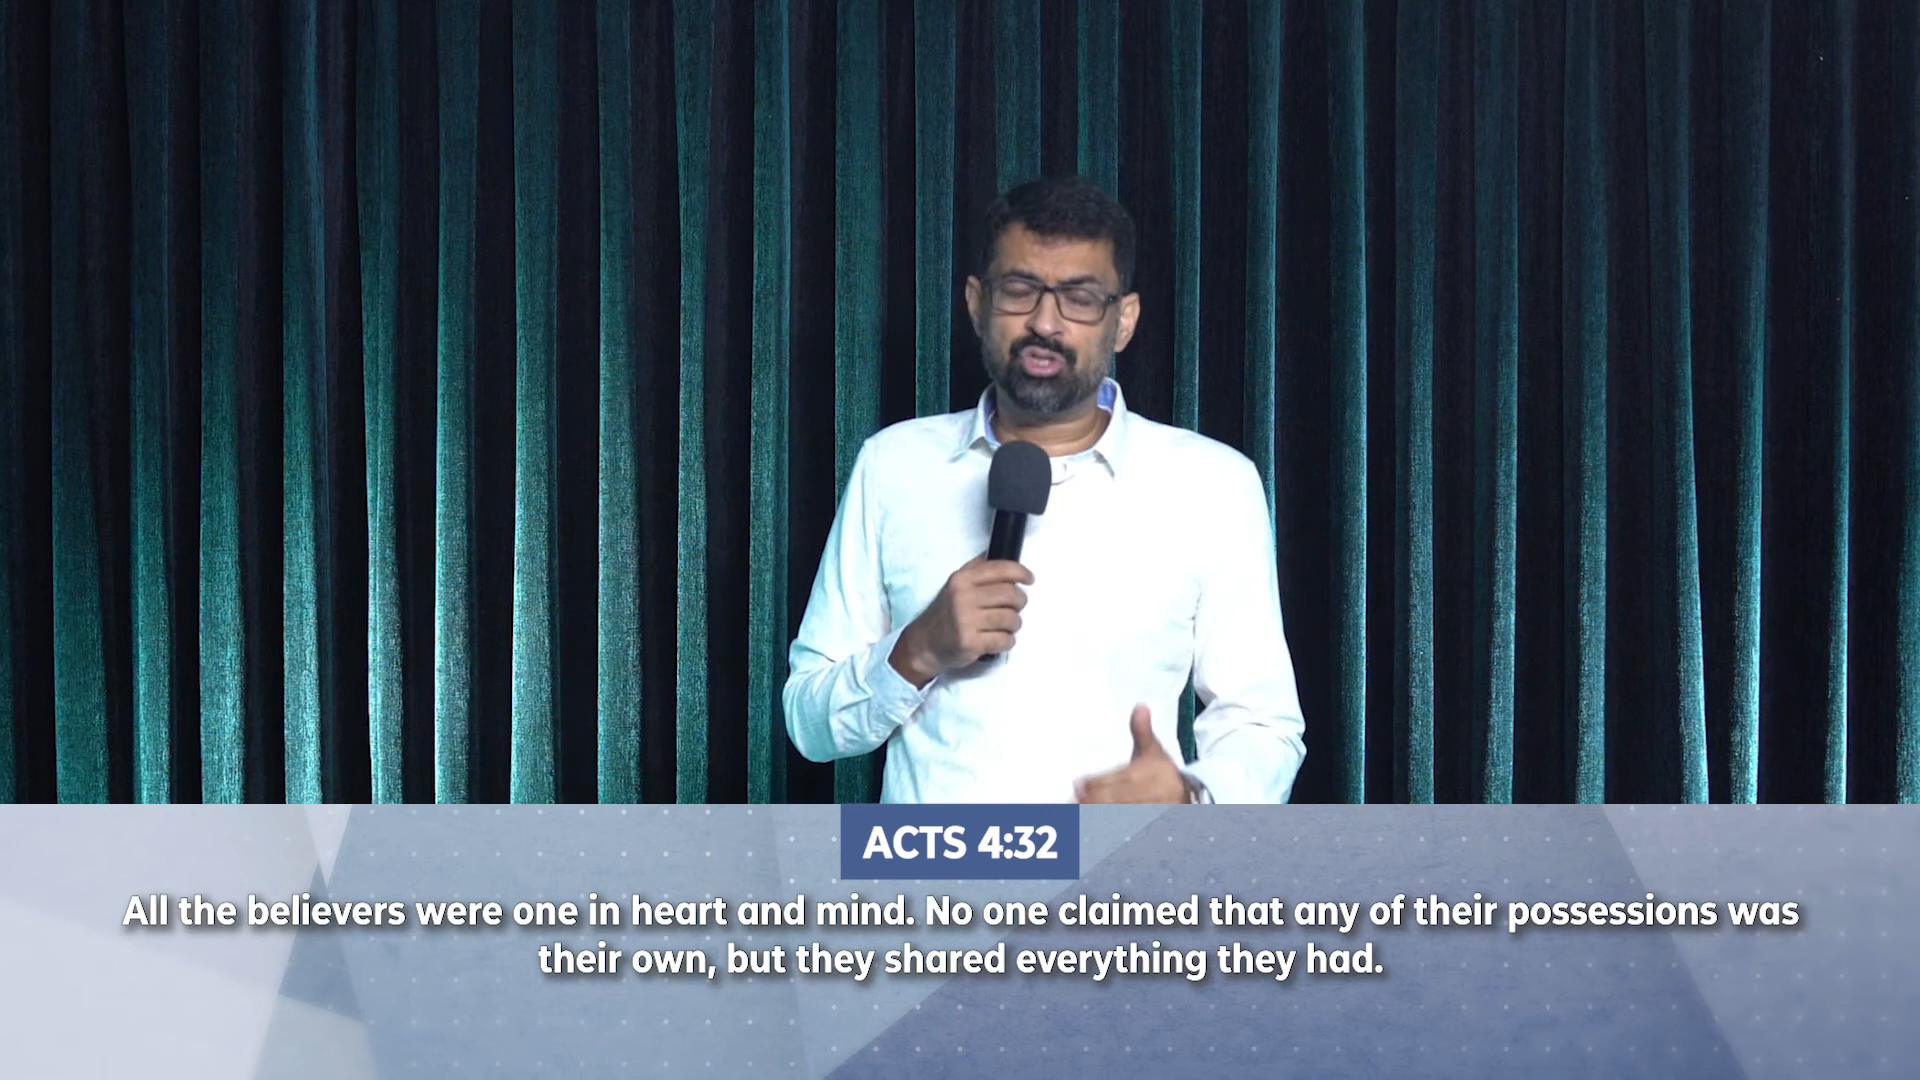 ACTS 4:32
All the believers were one in heart and mind. No one claimed that any of their possessions was
their own, but they shared everything they had.